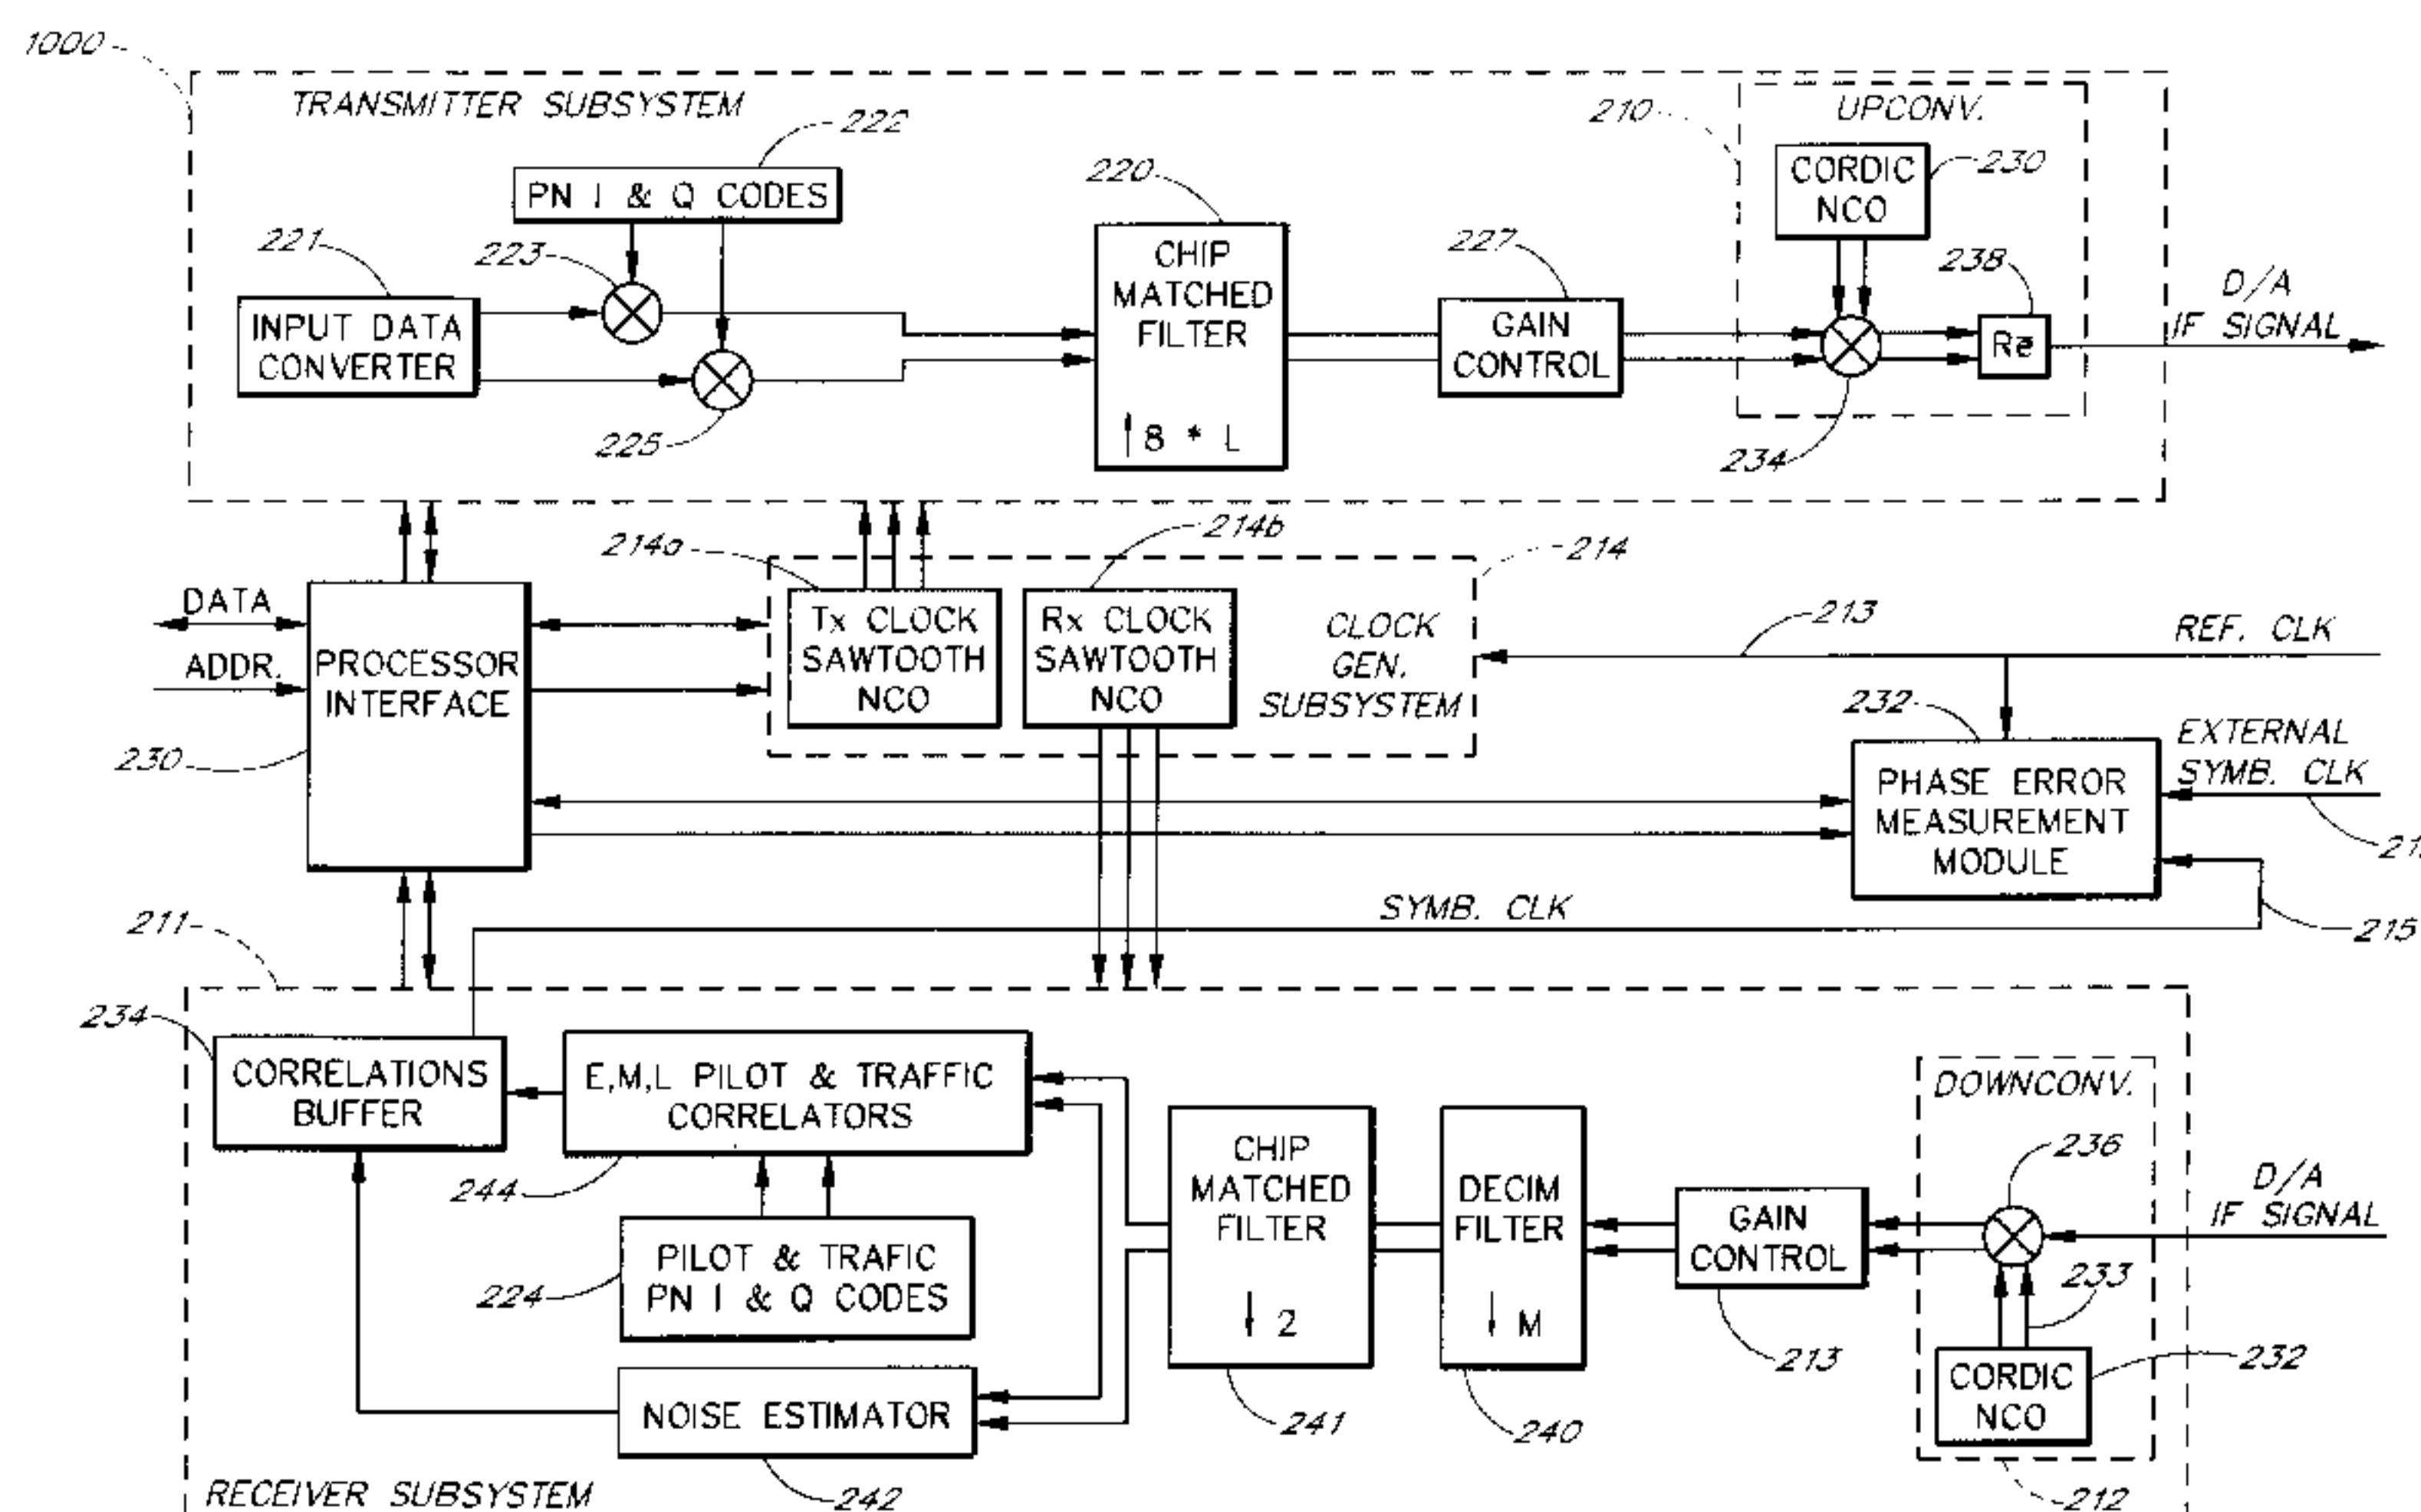 1000
TRANSMITTER SUBSYSTEM
222
PN I & Q CODES
221
223
INPUT DATA
CONVERTER
225
220
CHIP
MATCHED
FILTER
↑ 8 * L
227
GAIN
CONTROL
210
UPCONV.
CORDIC
NCO
230
238
Re
234
D/A
IF SIGNAL
DATA
ADDR.
PROCESSOR
INTERFACE
230
214a
214b
214
Tx CLOCK
SAWTOOTH
NCO
Rx CLOCK
SAWTOOTH
NCO
CLOCK
GEN.
SUBSYSTEM
213
REF. CLK
232
EXTERNAL
SYMB. CLK
PHASE ERROR
MEASUREMENT
MODULE
SYMB. CLK
215
211
234
CORRELATIONS
BUFFER
E,M,L PILOT & TRAFFIC
CORRELATORS
244
PILOT & TRAFIC
PN I & Q CODES
224
NOISE ESTIMATOR
242
CHIP
MATCHED
FILTER
↓ 2
241
DECIM
FILTER
↓ M
240
GAIN
CONTROL
213
DOWNCONV.
236
D/A
IF SIGNAL
233
CORDIC
NCO
232
212
RECEIVER SUBSYSTEM